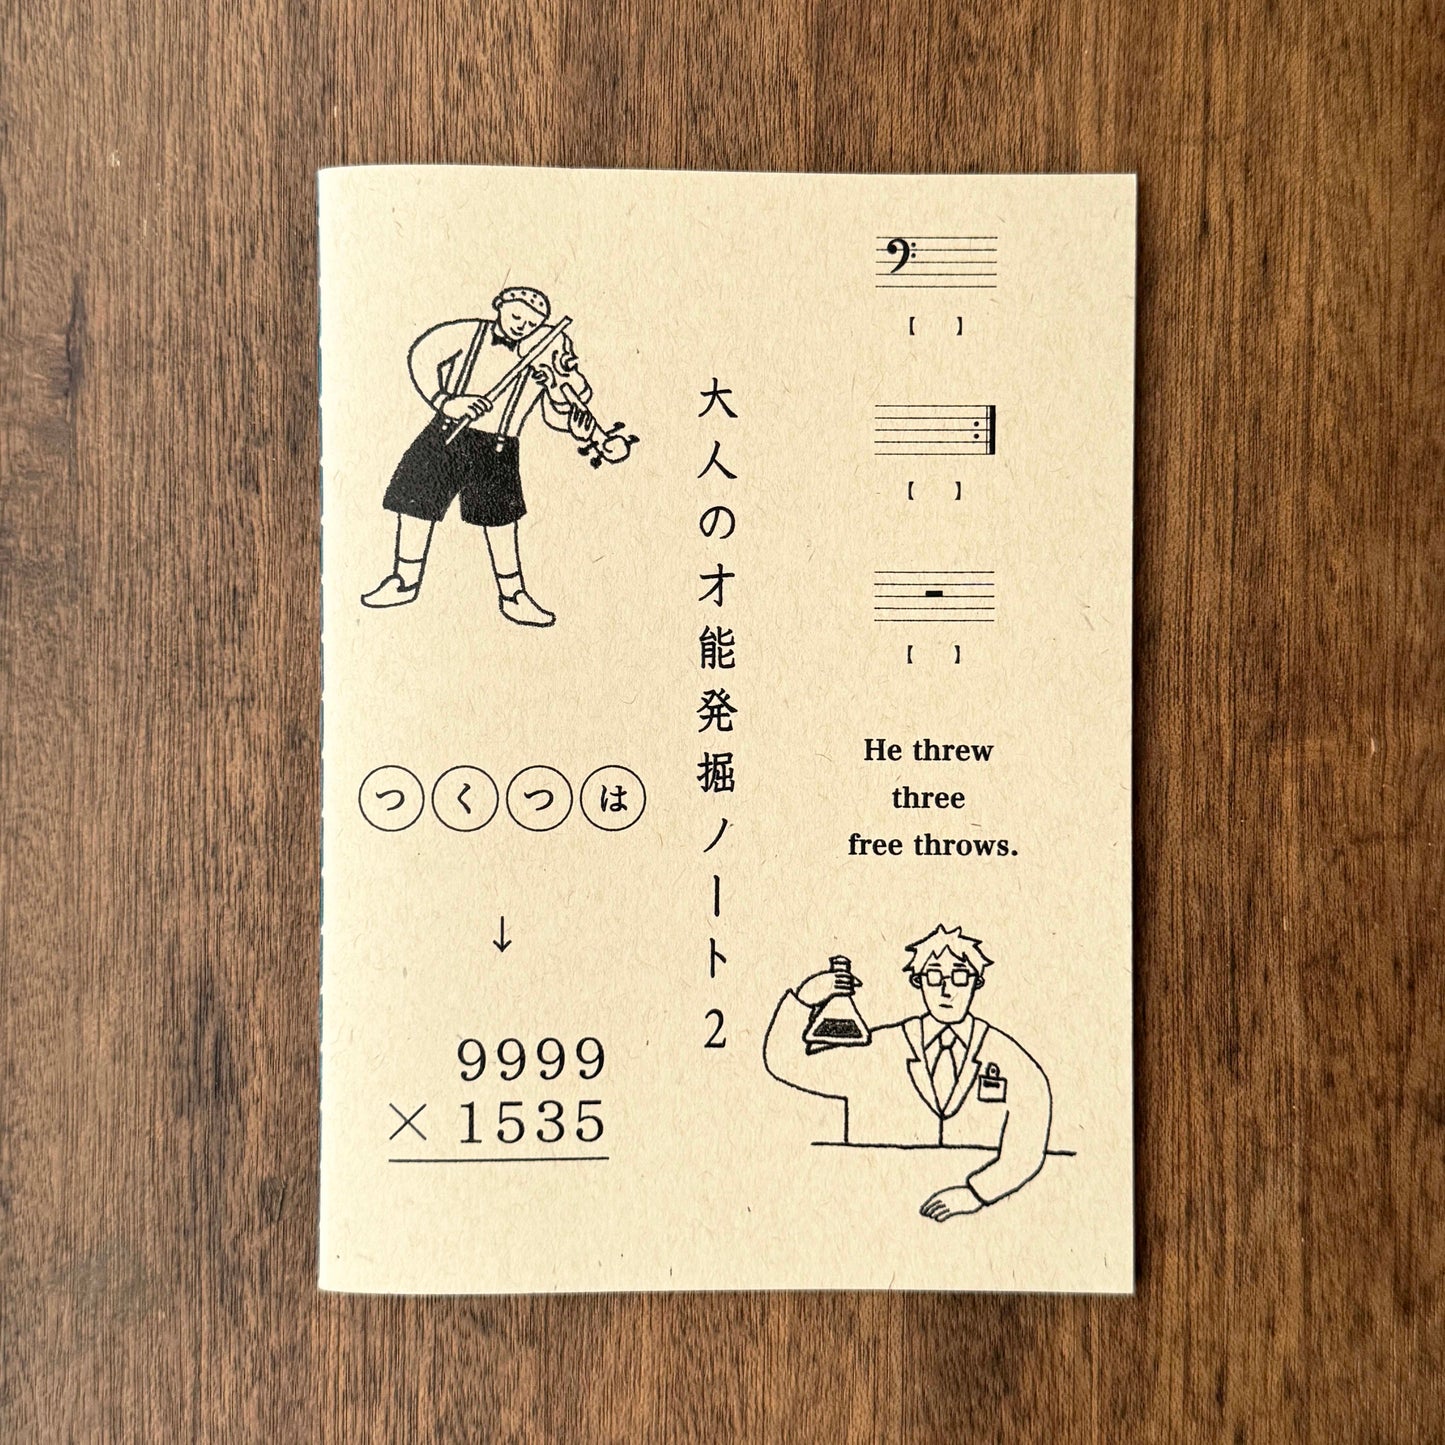 大人の才能発掘ノート2
【　】
【　】
【　】
He threw
three
free throws.
つくつは
↓
9999
×1535